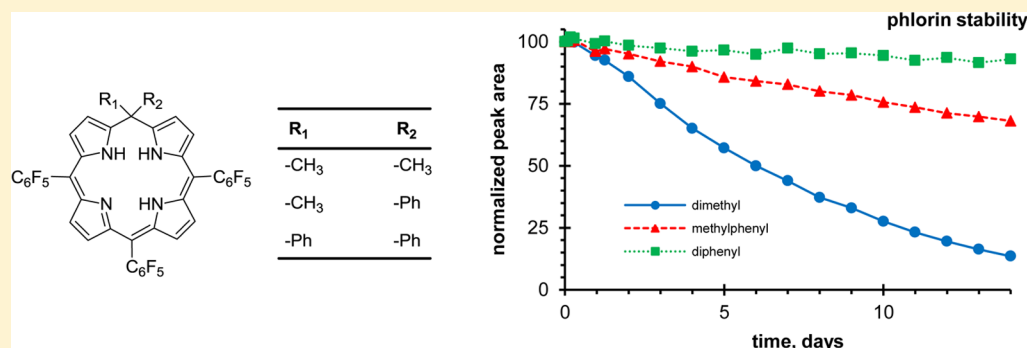 R1 R2
NH HN
C6F5 C6F5
N HN
C6F5
R1 R2
-CH3 -CH3
-CH3 -Ph
-Ph -Ph
phlorin stability
normalized peak area
100
75
50
25
0
dimethyl
methylphenyl
diphenyl
0 5 10
time, days